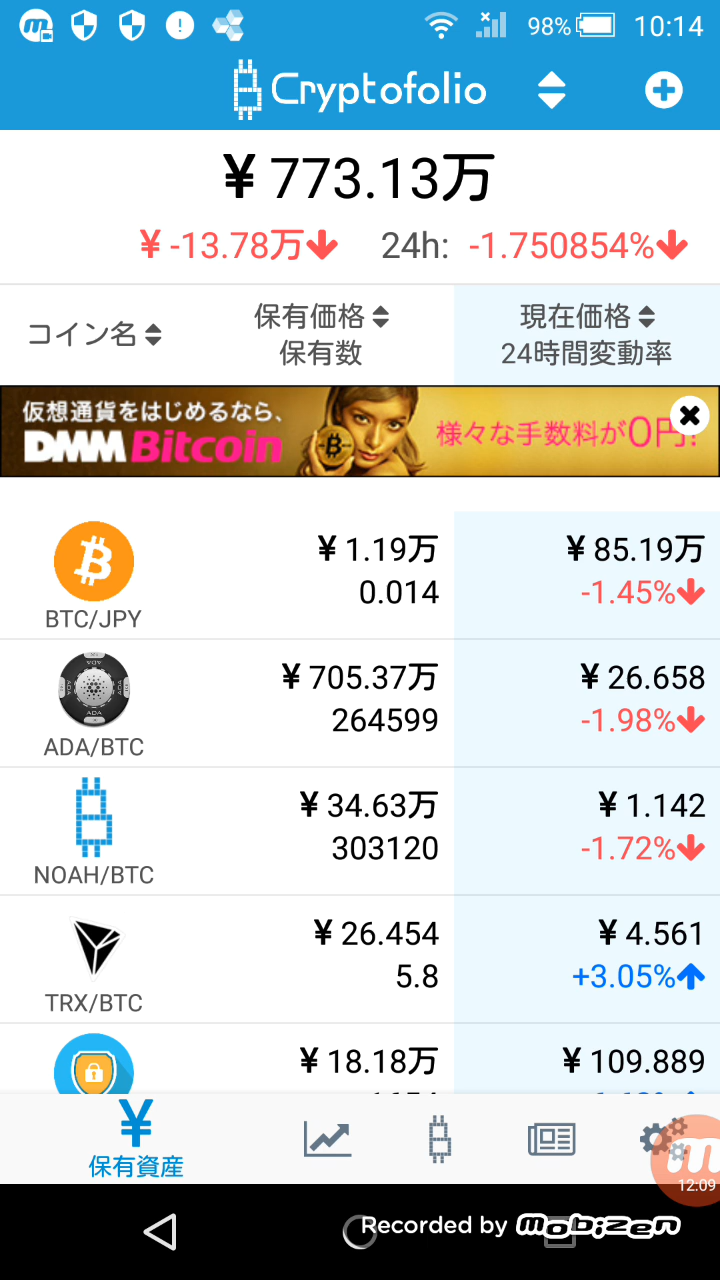 98% 10:14
Cryptofolio
¥ 773.13万
¥ -13.78万 24h: -1.750854%
コイン名 保有価格 現在価格
保有数 24時間変動率
仮想通貨をはじめるなら、
DMM Bitcoin 様々な手数料が0円!
¥ 1.19万 ¥ 85.19万
0.014 -1.45%
BTC/JPY
¥ 705.37万 ¥ 26.658
264599 -1.98%
ADA
ADA/BTC
¥ 34.63万 ¥ 1.142
303120 -1.72%
NOAH/BTC
¥ 26.454 ¥ 4.561
5.8 +3.05%
TRX/BTC
¥ 18.18万 ¥ 109.889
¥
保有資産
m
12:09
Recorded by mobizen